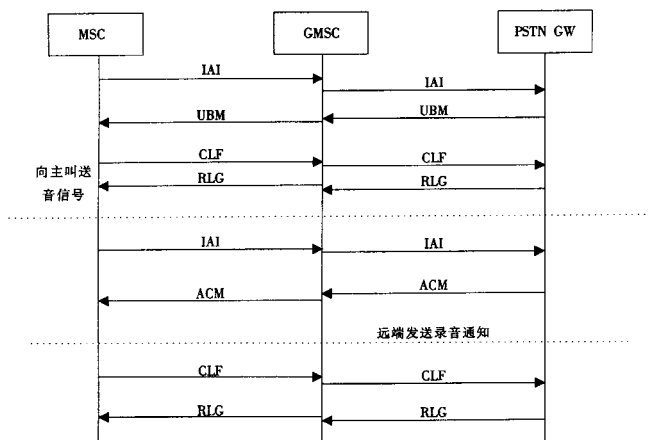 MSC
GMSC
PSTN GW
IAI
IAI
UBM
UBM
CLF
CLF
向主叫送
音信号
RLG
RLG
IAI
IAI
ACM
ACM
远端发送录音通知
CLF
CLF
RLG
RLG